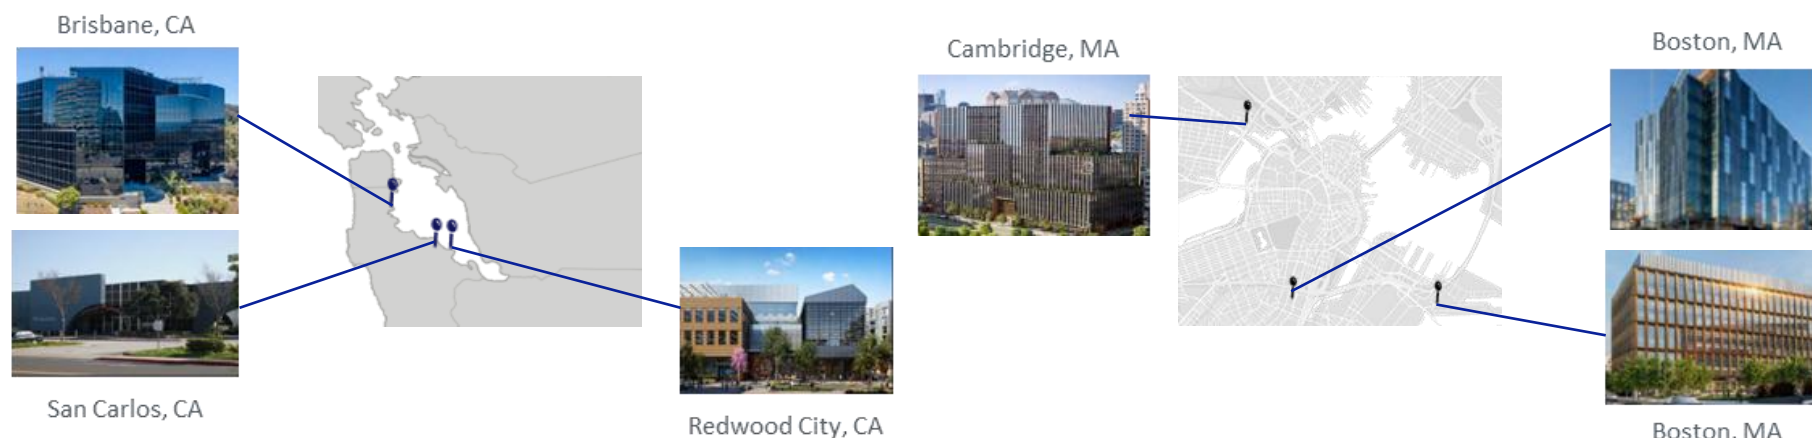 Brisbane, CA
San Carlos, CA
Redwood City, CA
Cambridge, MA
Boston, MA
Boston, MA